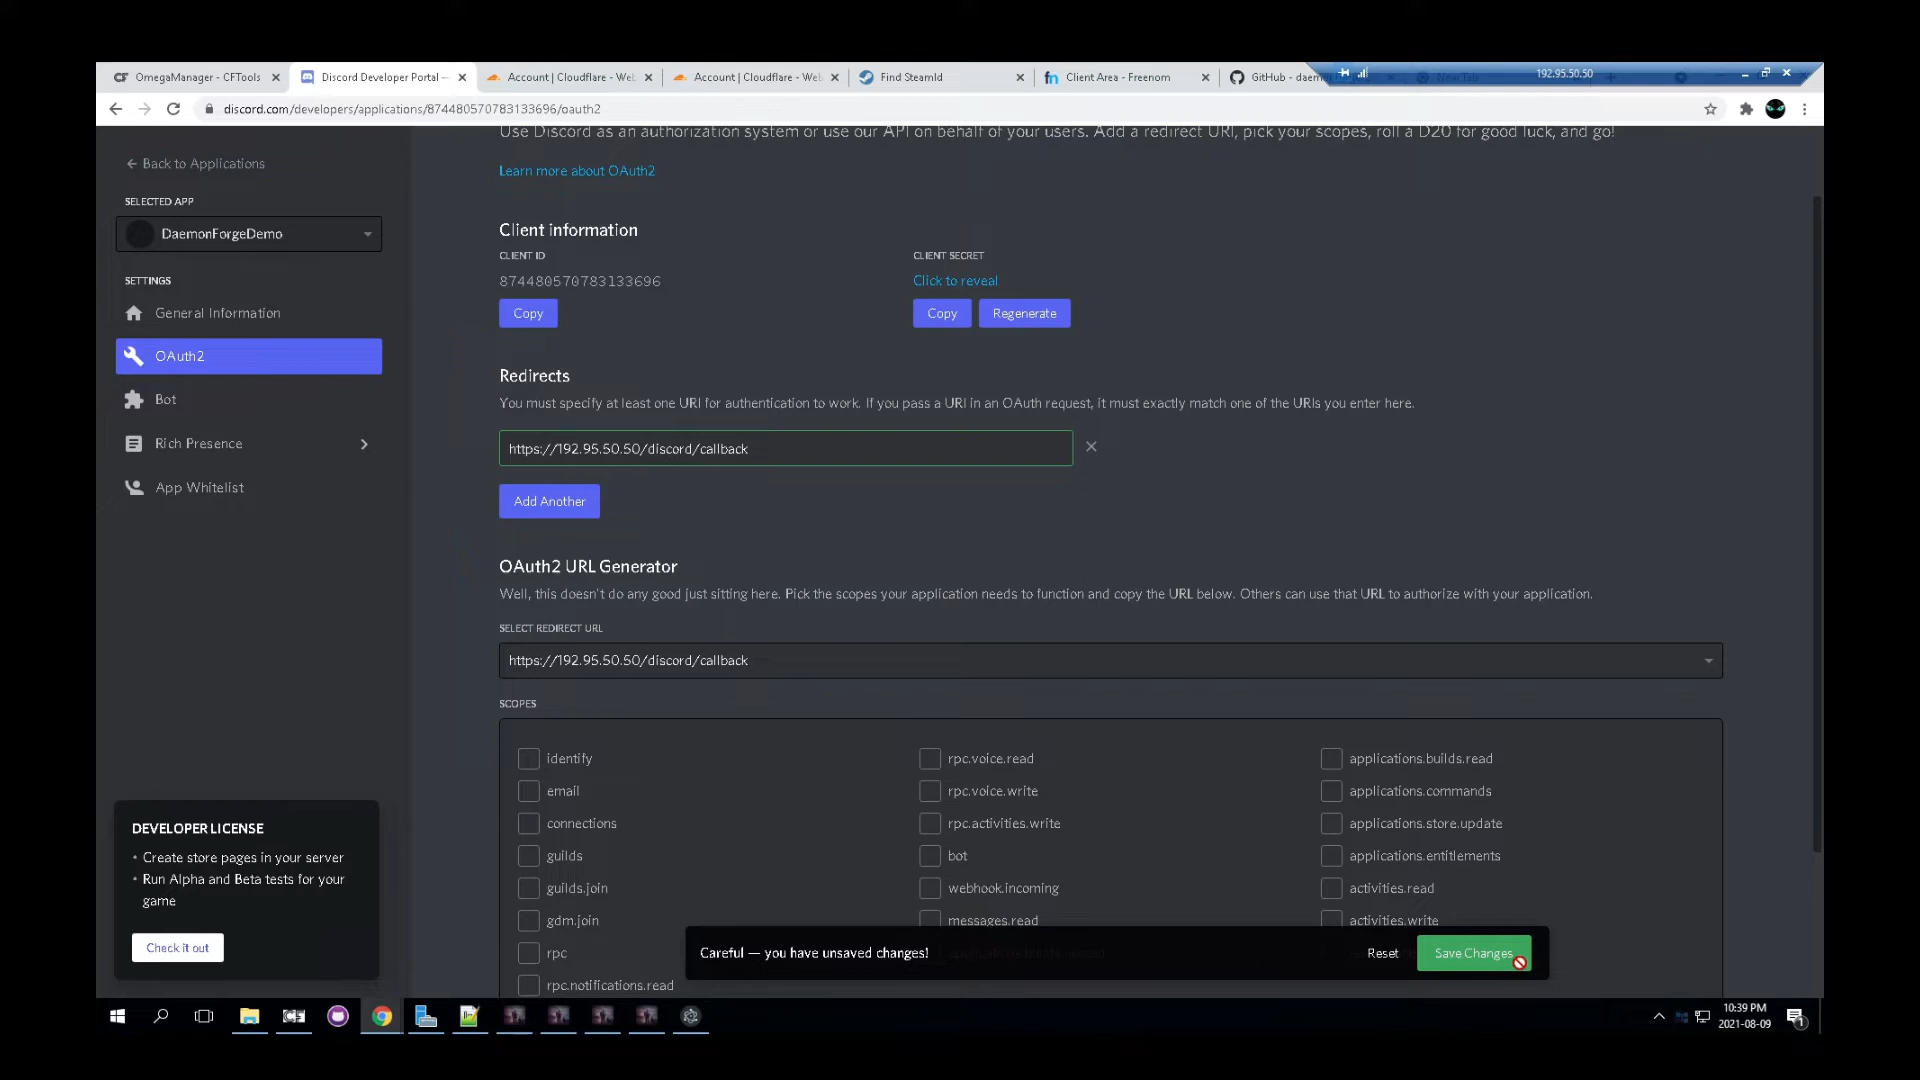 OmegaManager - CFTools
Discord Developer Portal —
Account | Cloudflare - Web
Account | Cloudflare - Web
Find SteamId
Client Area - Freenom
GitHub - daem
192.95.50.50
discord.com/developers/applications/874480570783133696/oauth2
Use Discord as an authorization system or use our API on behalf of your users. Add a redirect URI, pick your scopes, roll a D20 for good luck, and go!
← Back to Applications
Learn more about OAuth2
SELECTED APP
DaemonForgeDemo
SETTINGS
General Information
OAuth2
Bot
Rich Presence
App Whitelist
Client information
CLIENT ID
874480570783133696
Copy
CLIENT SECRET
Click to reveal
Copy
Regenerate
Redirects
You must specify at least one URI for authentication to work. If you pass a URI in an OAuth request, it must exactly match one of the URIs you enter here.
https://192.95.50.50/discord/callback
Add Another
OAuth2 URL Generator
Well, this doesn't do any good just sitting here. Pick the scopes your application needs to function and copy the URL below. Others can use that URL to authorize with your application.
SELECT REDIRECT URL
https://192.95.50.50/discord/callback
SCOPES
identify
email
connections
guilds
guilds.join
gdm.join
rpc
rpc.notifications.read
rpc.voice.read
rpc.voice.write
rpc.activities.write
bot
webhook.incoming
messages.read
applications.builds.read
applications.commands
applications.store.update
applications.entitlements
activities.read
activities.write
DEVELOPER LICENSE
• Create store pages in your server
• Run Alpha and Beta tests for your
game
Check it out
Careful — you have unsaved changes!
Reset
Save Changes
10:39 PM
2021-08-09
1